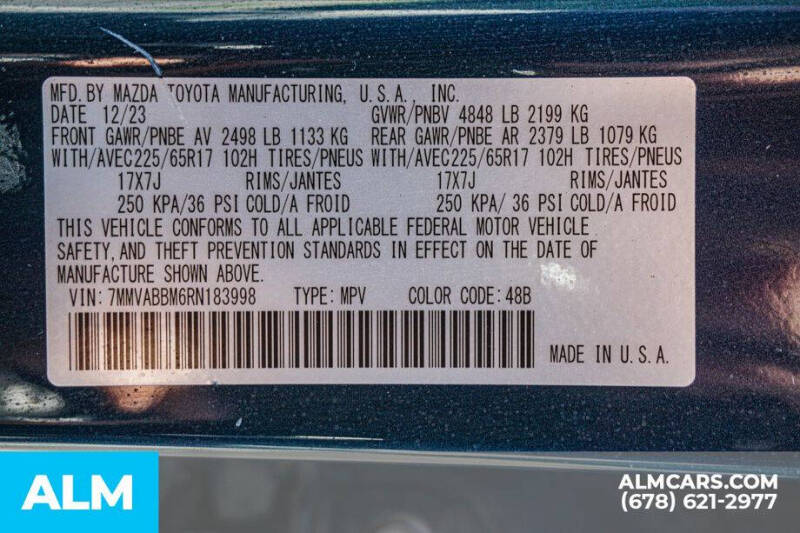 MFD. BY MAZDA TOYOTA MANUFACTURING, U.S.A., INC.
DATE 12/23 GVWR/PNBV 4848 LB 2199 KG
FRONT GAWR/PNBE AV 2498 LB 1133 KG REAR GAWR/PNBE AR 2379 LB 1079 KG
WITH/AVEC225/65R17 102H TIRES/PNEUS WITH/AVEC225/65R17 102H TIRES/PNEUS
17X7J RIMS/JANTES 17X7J RIMS/JANTES
250 KPA/36 PSI COLD/A FROID 250 KPA/ 36 PSI COLD/A FROID
THIS VEHICLE CONFORMS TO ALL APPLICABLE FEDERAL MOTOR VEHICLE
SAFETY, AND THEFT PREVENTION STANDARDS IN EFFECT ON THE DATE OF
MANUFACTURE SHOWN ABOVE.
VIN: 7MMVABBM6RN183998 TYPE: MPV COLOR CODE: 48B
MADE IN U.S.A.
ALM
ALMCARS.COM
(678) 621-2977